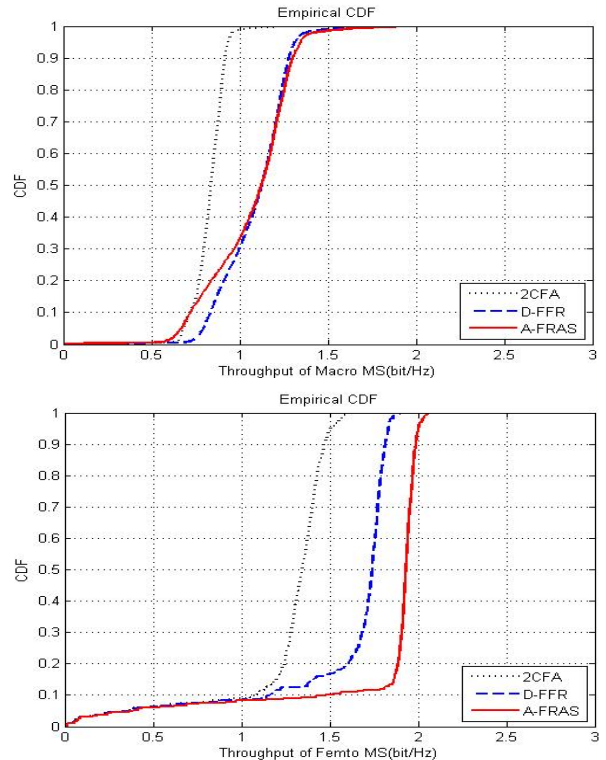 Empirical CDF
1
0.9
0.8
0.7
0.6
0.5
0.4
0.3
0.2
0.1
0
CDF
2CFA
D-FFR
A-FRAS
0 0.5 1 1.5 2 2.5 3
Throughput of Macro MS(bit/Hz)
Empirical CDF
1
0.9
0.8
0.7
0.6
0.5
0.4
0.3
0.2
0.1
0
CDF
2CFA
D-FFR
A-FRAS
0 0.5 1 1.5 2 2.5 3
Throughput of Femto MS(bit/Hz)